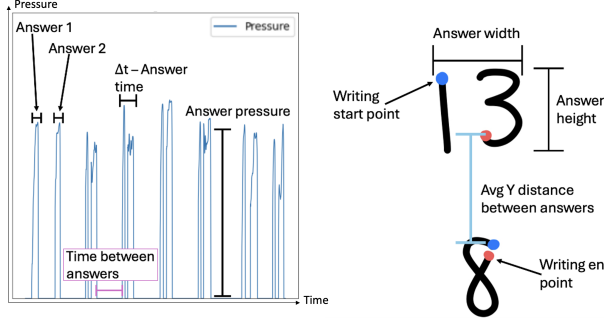 Pressure
Pressure
Answer 1
Answer 2
Δt – Answer
time
Answer pressure
Time between
answers
Time
Answer width
Writing
start point
13
Answer
height
Avg Y distance
between answers
8
Writing en
point